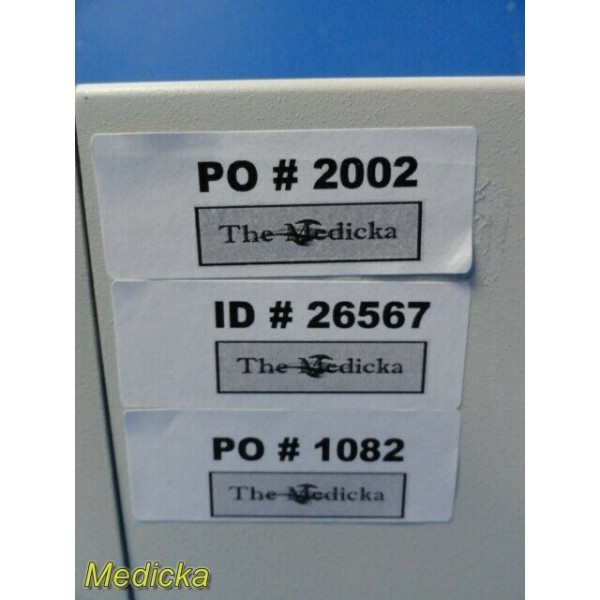 PO # 2002
The Medicka
ID # 26567
The Medicka
PO # 1082
The Medicka
Medicka